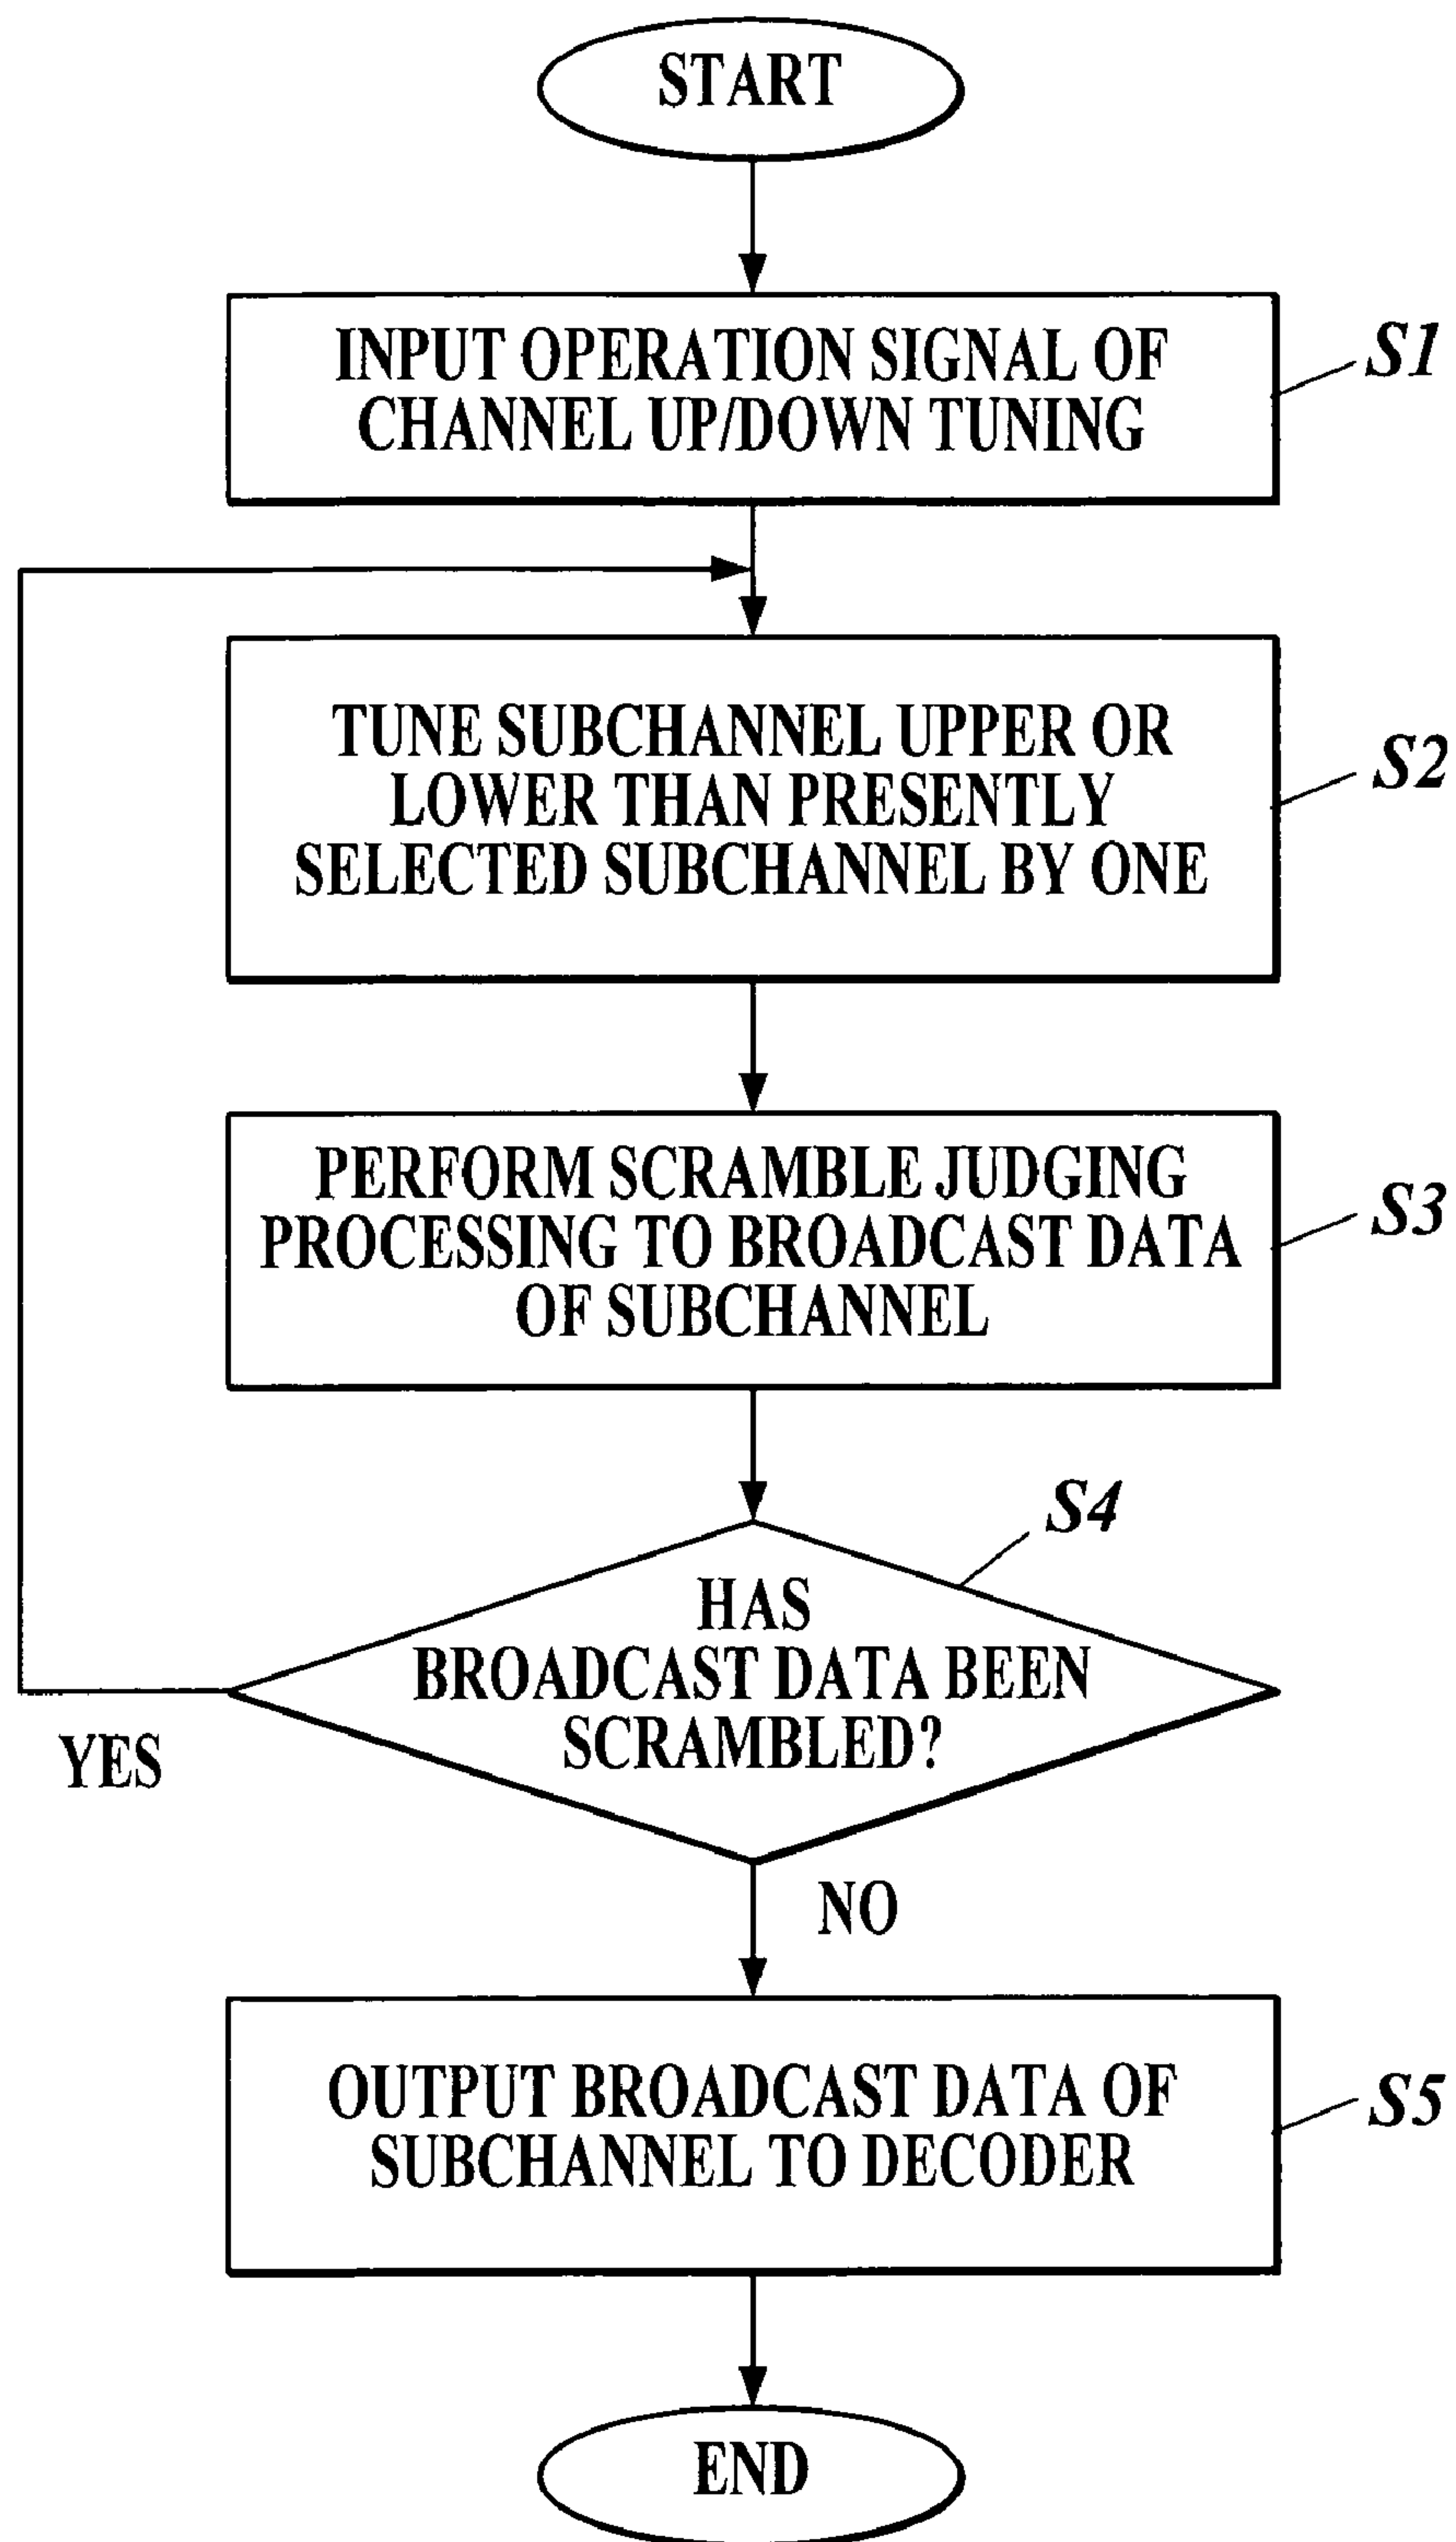 START
INPUT OPERATION SIGNAL OF
CHANNEL UP/DOWN TUNING
S1
TUNE SUBCHANNEL UPPER OR
LOWER THAN PRESENTLY
SELECTED SUBCHANNEL BY ONE
S2
PERFORM SCRAMBLE JUDGING
PROCESSING TO BROADCAST DATA
OF SUBCHANNEL
S3
S4
HAS
BROADCAST DATA BEEN
SCRAMBLED?
YES
NO
OUTPUT BROADCAST DATA OF
SUBCHANNEL TO DECODER
S5
END